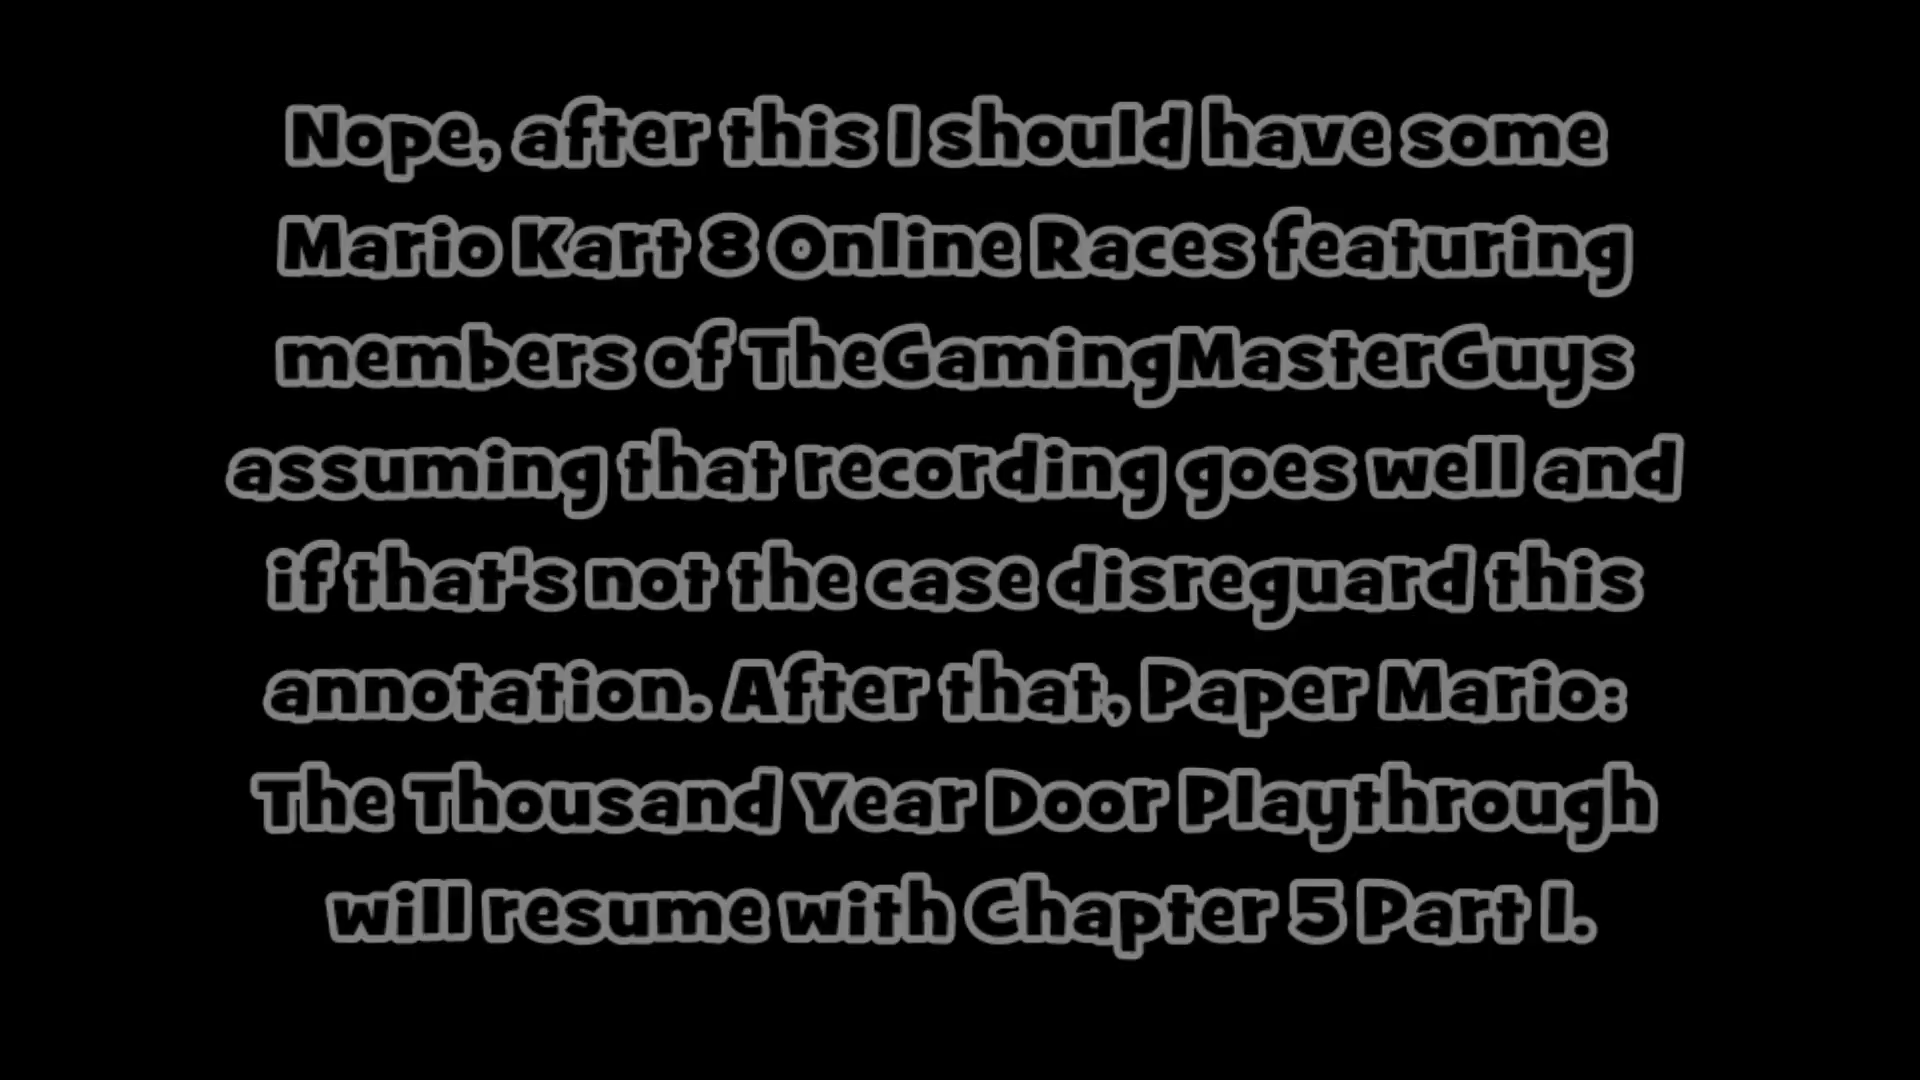 Nope, after this I should have some
Mario Kart 8 Online Races featuring
members of TheGamingMasterGuys
assuming that recording goes well and
if that's not the case disreguard this
annotation. After that, Paper Mario:
The Thousand Year Door Playthrough
will resume with Chapter 5 Part 1.